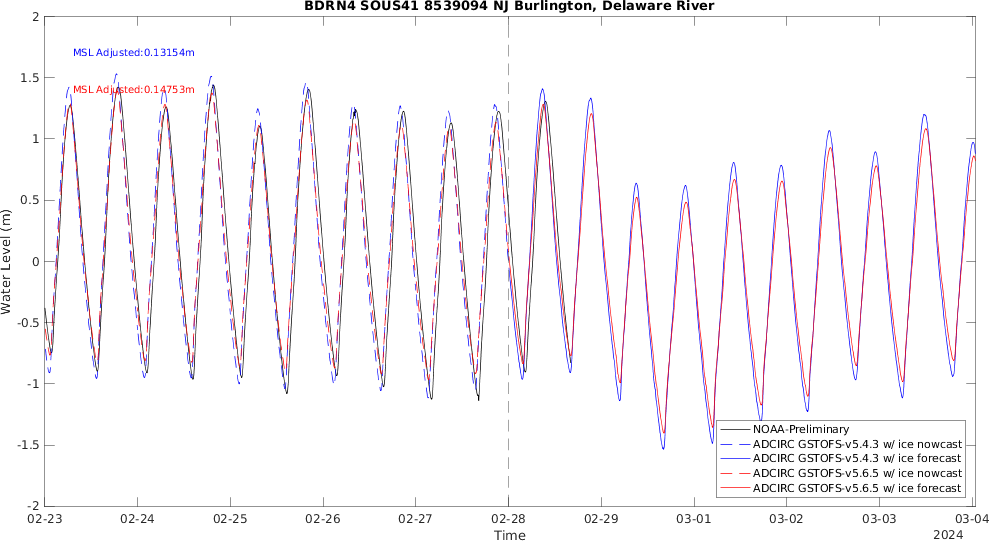 BDRN4 SOUS41 8539094 NJ Burlington, Delaware River
2
1.5
1
0.5
0
-0.5
-1
-1.5
-2
Water Level (m)
MSL Adjusted:0.13154m
MSL Adjusted:0.14753m
NOAA-Preliminary
ADCIRC GSTOFS-v5.4.3 w/ ice nowcast
ADCIRC GSTOFS-v5.4.3 w/ ice forecast
ADCIRC GSTOFS-v5.6.5 w/ ice nowcast
ADCIRC GSTOFS-v5.6.5 w/ ice forecast
02-23 02-24 02-25 02-26 02-27 02-28 02-29 03-01 03-02 03-03 03-04
Time
2024